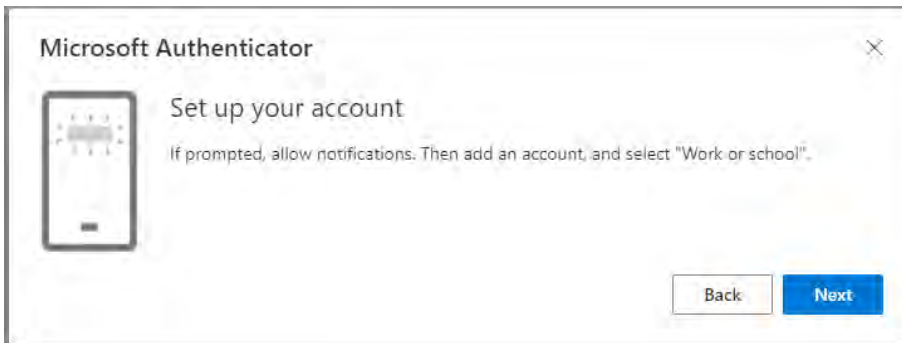 Microsoft Authenticator
Set up your account
If prompted, allow notifications. Then add an account, and select "Work or school".
Back
Next